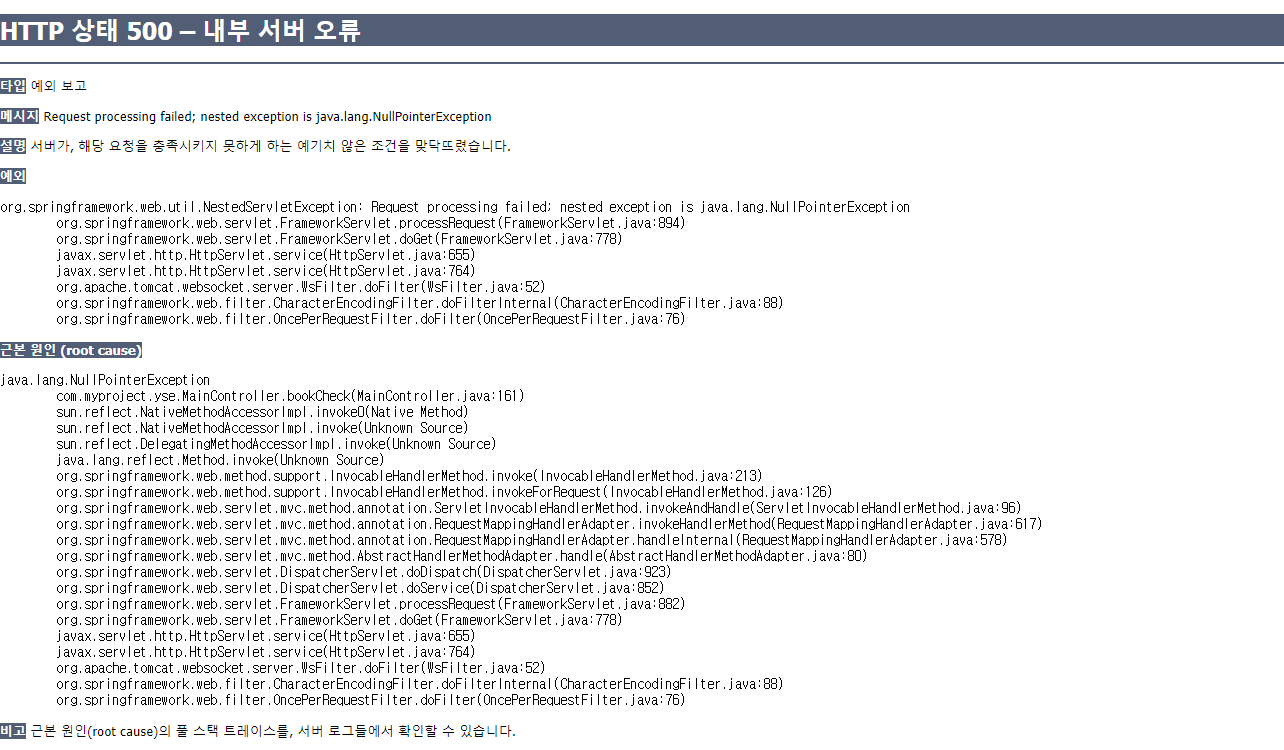 HTTP 상태 500 – 내부 서버 오류
타입 예외 보고
메시지 Request processing failed; nested exception is java.lang.NullPointerException
설명 서버가, 해당 요청을 충족시키지 못하게 하는 예기치 않은 조건을 맞닥뜨렸습니다.
예외
org.springframework.web.util.NestedServletException: Request processing failed; nested exception is java.lang.NullPointerException
org.springframework.web.servlet.FrameworkServlet.processRequest(FrameworkServlet.java:894)
org.springframework.web.servlet.FrameworkServlet.doGet(FrameworkServlet.java:778)
javax.servlet.http.HttpServlet.service(HttpServlet.java:655)
javax.servlet.http.HttpServlet.service(HttpServlet.java:764)
org.apache.tomcat.websocket.server.WsFilter.doFilter(WsFilter.java:52)
org.springframework.web.filter.CharacterEncodingFilter.doFilterInternal(CharacterEncodingFilter.java:88)
org.springframework.web.filter.OncePerRequestFilter.doFilter(OncePerRequestFilter.java:76)
근본 원인 (root cause)
java.lang.NullPointerException
com.myproject.yse.MainController.bookCheck(MainController.java:161)
sun.reflect.NativeMethodAccessorImpl.invoke0(Native Method)
sun.reflect.NativeMethodAccessorImpl.invoke(Unknown Source)
sun.reflect.DelegatingMethodAccessorImpl.invoke(Unknown Source)
java.lang.reflect.Method.invoke(Unknown Source)
org.springframework.web.method.support.InvocableHandlerMethod.invoke(InvocableHandlerMethod.java:213)
org.springframework.web.method.support.InvocableHandlerMethod.invokeForRequest(InvocableHandlerMethod.java:126)
org.springframework.web.servlet.mvc.method.annotation.ServletInvocableHandlerMethod.invokeAndHandle(ServletInvocableHandlerMethod.java:96)
org.springframework.web.servlet.mvc.method.annotation.RequestMappingHandlerAdapter.invokeHandlerMethod(RequestMappingHandlerAdapter.java:617)
org.springframework.web.servlet.mvc.method.annotation.RequestMappingHandlerAdapter.handleInternal(RequestMappingHandlerAdapter.java:578)
org.springframework.web.servlet.mvc.method.AbstractHandlerMethodAdapter.handle(AbstractHandlerMethodAdapter.java:80)
org.springframework.web.servlet.DispatcherServlet.doDispatch(DispatcherServlet.java:923)
org.springframework.web.servlet.DispatcherServlet.doService(DispatcherServlet.java:852)
org.springframework.web.servlet.FrameworkServlet.processRequest(FrameworkServlet.java:882)
org.springframework.web.servlet.FrameworkServlet.doGet(FrameworkServlet.java:778)
javax.servlet.http.HttpServlet.service(HttpServlet.java:655)
javax.servlet.http.HttpServlet.service(HttpServlet.java:764)
org.apache.tomcat.websocket.server.WsFilter.doFilter(WsFilter.java:52)
org.springframework.web.filter.CharacterEncodingFilter.doFilterInternal(CharacterEncodingFilter.java:88)
org.springframework.web.filter.OncePerRequestFilter.doFilter(OncePerRequestFilter.java:76)
비고 근본 원인(root cause)의 풀 스택 트레이스를, 서버 로그들에서 확인할 수 있습니다.